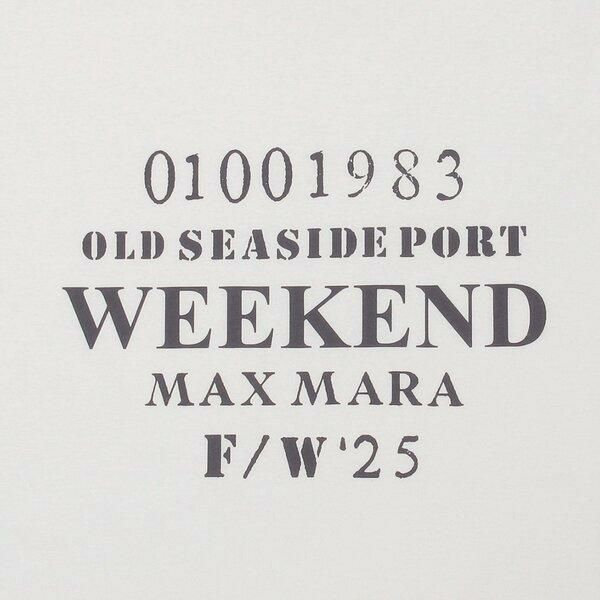 01001983
OLD SEASIDE PORT
WEEKEND
MAX MARA
F/W '25